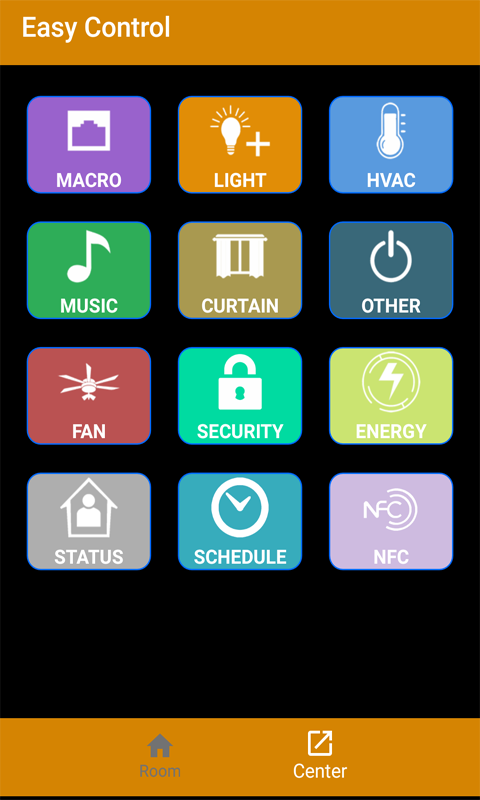 Easy Control
MACRO
LIGHT
HVAC
MUSIC
CURTAIN
OTHER
FAN
SECURITY
ENERGY
STATUS
SCHEDULE
NFC
NFC
Room
Center